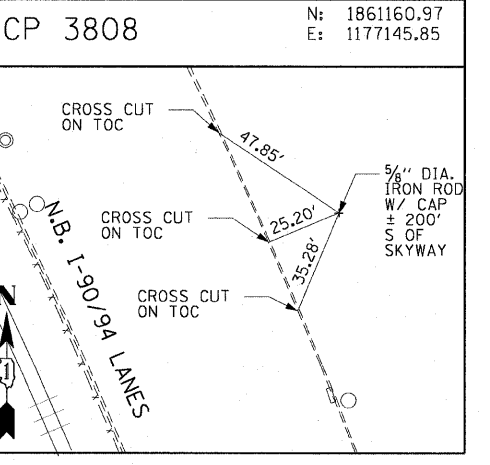 CP 3808
N: 1861160.97
E: 1177145.85
CROSS CUT
ON TOC
47.85'
5/8" DIA.
IRON ROD
W/ CAP
± 200'
S OF
SKYWAY
CROSS CUT
ON TOC
25.20'
35.28'
CROSS CUT
ON TOC
N.B. I-90/94 LANES
N